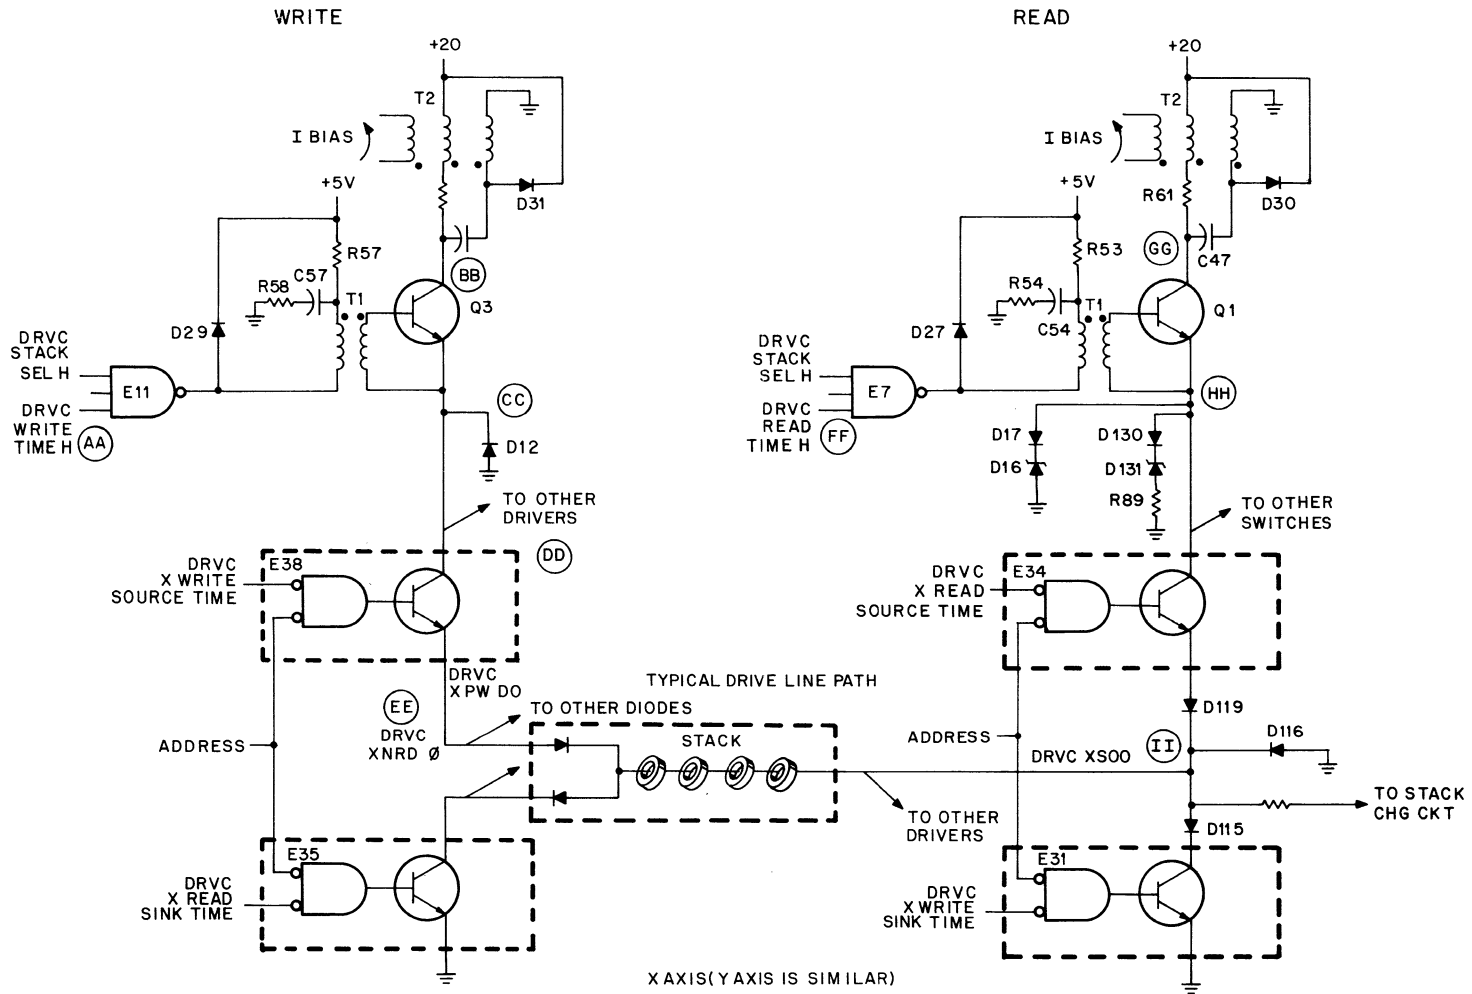 WRITE
READ
+20
+20
T2
T2
I BIAS
I BIAS
+5V
D31
+5V
R61
D30
R57
R53
GG
C47
BB
C57
R58
T1
Q3
R54
T1
Q1
C54
D29
D27
DRVC
STACK
SEL H
E11
DRVC
WRITE
TIME H
AA
CC
D12
DRVC
STACK
SEL H
E7
DRVC
READ
TIME H
FF
HH
D17
D130
D16
D131
R89
TO OTHER
DRIVERS
TO OTHER
SWITCHES
DD
DRVC
X WRITE
SOURCE TIME
E38
DRVC
X READ
SOURCE TIME
E34
DRVC
XPW DO
TYPICAL DRIVE LINE PATH
EE
DRVC
XNRD Ø
TO OTHER DIODES
STACK
D119
D116
ADDRESS
ADDRESS
II
DRVC XS00
TO STACK
CHG CKT
TO OTHER
DRIVERS
D115
E35
DRVC
X READ
SINK TIME
E31
DRVC
X WRITE
SINK TIME
X AXIS (Y AXIS IS SIMILAR)